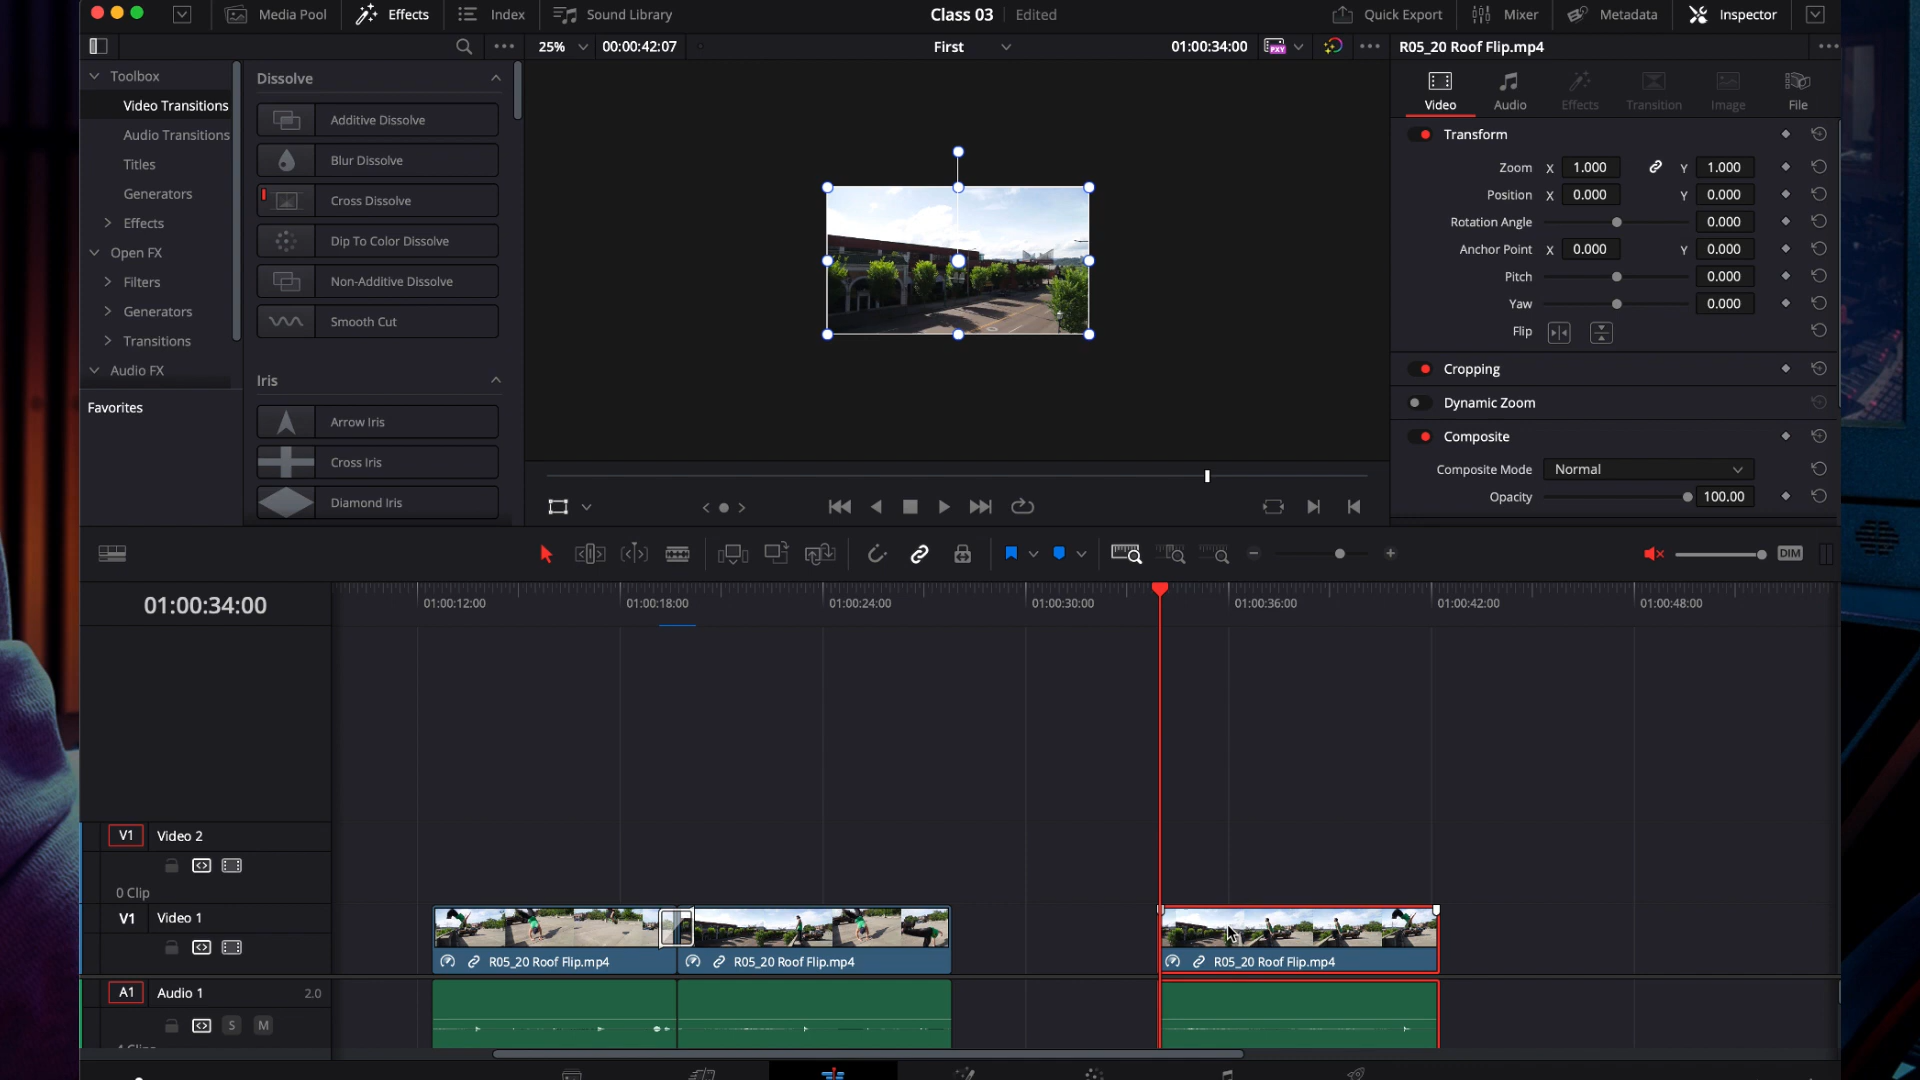 Media Pool
Effects
Index
Sound Library
Class 03
Edited
Quick Export
Mixer
Metadata
Inspector
25%
00:00:42:07
First
01:00:34:00
PXY
R05_20 Roof Flip.mp4
Toolbox
Video Transitions
Audio Transitions
Titles
Generators
Effects
Open FX
Filters
Generators
Transitions
Audio FX
Favorites
Dissolve
Additive Dissolve
Blur Dissolve
Cross Dissolve
Dip To Color Dissolve
Non-Additive Dissolve
Smooth Cut
Iris
Arrow Iris
Cross Iris
Diamond Iris
Video
Audio
Effects
Transition
Image
File
Transform
Zoom X 1.000 Y 1.000
Position X 0.000 Y 0.000
Rotation Angle 0.000
Anchor Point X 0.000 Y 0.000
Pitch 0.000
Yaw 0.000
Flip
Cropping
Dynamic Zoom
Composite
Composite Mode Normal
Opacity 100.00
DIM
01:00:34:00
01:00:12:00
01:00:18:00
01:00:24:00
01:00:30:00
01:00:36:00
01:00:42:00
01:00:48:00
V1 Video 2
0 Clip
V1 Video 1
R05_20 Roof Flip.mp4
R05_20 Roof Flip.mp4
R05_20 Roof Flip.mp4
A1 Audio 1 2.0
S M